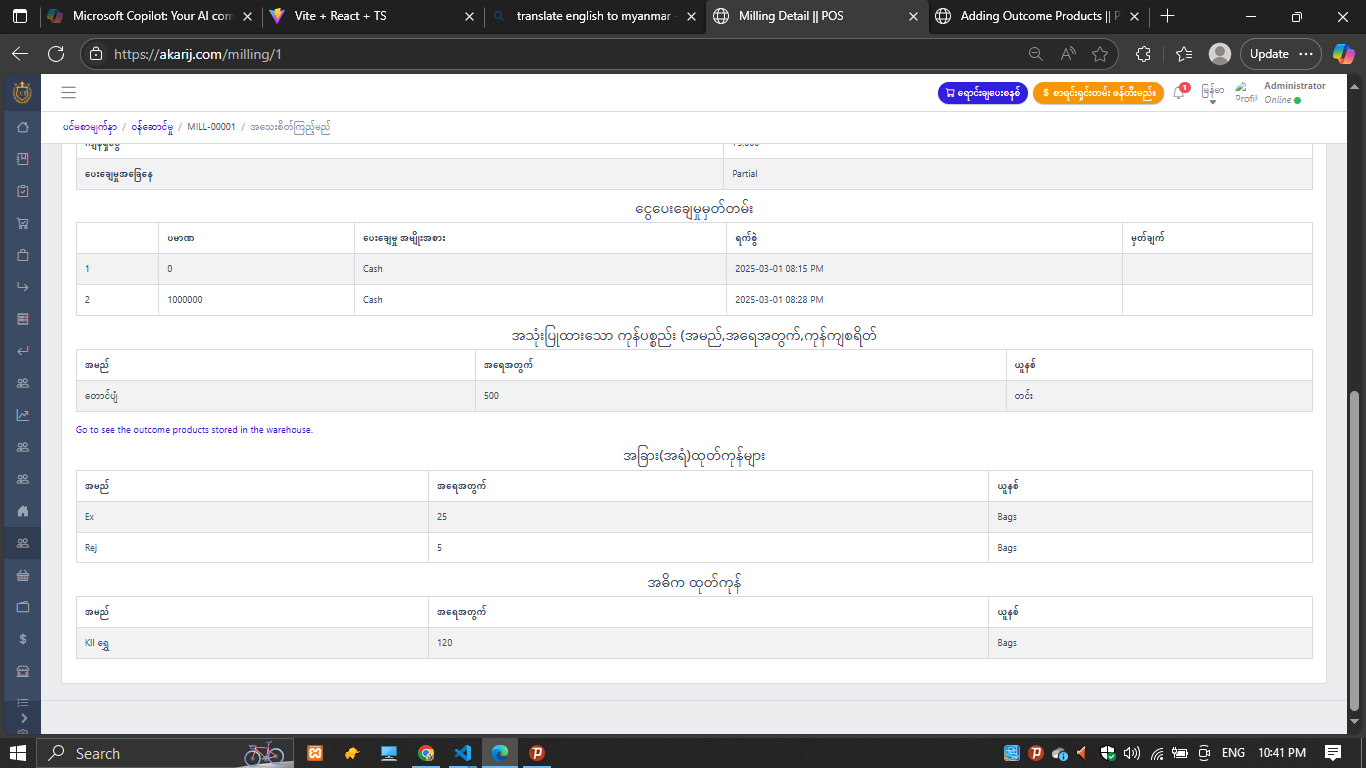 Microsoft Copilot: Your AI com
Vite + React + TS
translate english to myanmar -
Milling Detail || POS
Adding Outcome Products || P
https://akarij.com/milling/1
Update
ရောင်းချပေးစနစ်
$ စာရင်းရှင်းတမ်း ဖန်တီးမည်။
1
မြန်မာ
Profil
Administrator
Online
ပင်မစာမျက်နှာ / ဝန်ဆောင်မှု / MILL-00001 / အသေးစိတ်ကြည့်မည်
ပေးချေမှုအခြေနေ Partial
ငွေပေးချေမှုမှတ်တမ်း
ပမာဏ ပေးချေမှု အမျိုးအစား ရက်စွဲ မှတ်ချက်
1 0 Cash 2025-03-01 08:15 PM
2 1000000 Cash 2025-03-01 08:28 PM
အသုံးပြုထားသော ကုန်ပစ္စည်း (အမည်,အရေအတွက်,ကုန်ကျစရိတ်
အမည် အရေအတွက် ယူနစ်
တောင်ပျံ 500 တင်း
Go to see the outcome products stored in the warehouse.
အခြား(အရံ)ထုတ်ကုန်များ
အမည် အရေအတွက် ယူနစ်
Ex 25 Bags
Rej 5 Bags
အဓိက ထုတ်ကုန်
အမည် အရေအတွက် ယူနစ်
KII ရွှေ 120 Bags
Search
ENG
10:41 PM